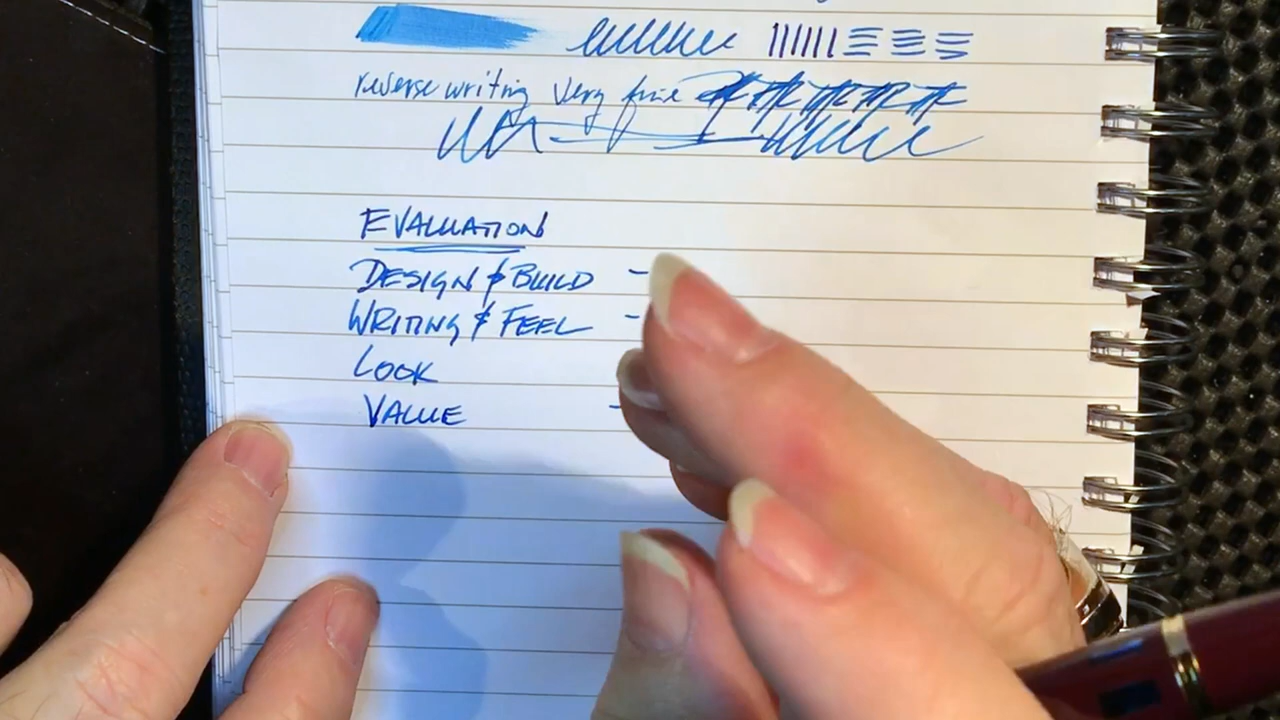 reverse writing very fine
EVALUATION
DESIGN & BUILD -
WRITING & FEEL -
LOOK
VALUE -